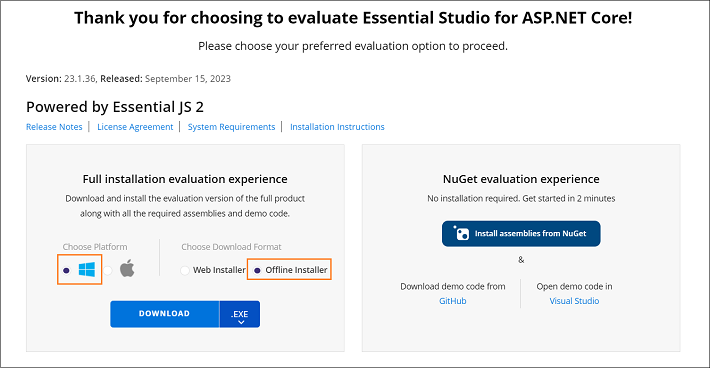 Thank you for choosing to evaluate Essential Studio for ASP.NET Core!
Please choose your preferred evaluation option to proceed.
Version: 23.1.36, Released: September 15, 2023
Powered by Essential JS 2
Release Notes | License Agreement | System Requirements | Installation Instructions
Full installation evaluation experience
Download and install the evaluation version of the full product
along with all the required assemblies and demo code.
Choose Platform
Choose Download Format
Web Installer
Offline Installer
DOWNLOAD
.EXE
NuGet evaluation experience
No installation required. Get started in 2 minutes
Install assemblies from NuGet
&
Download demo code from
GitHub
Open demo code in
Visual Studio